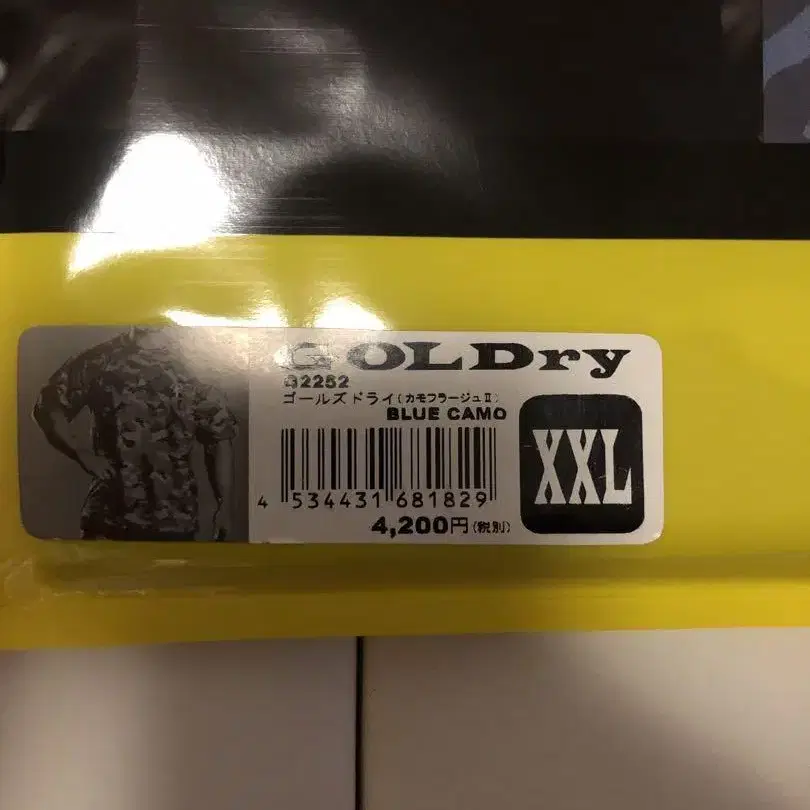 GOLDry
G2252
ゴールズドライ(カモフラージュⅡ)
BLUE CAMO
XXL
4 534431 681829
4,200円(税別)